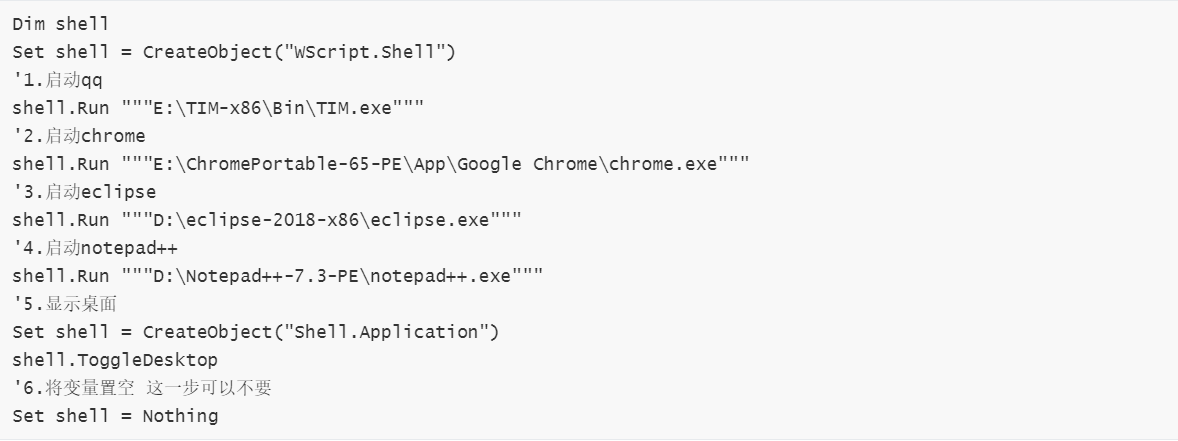 Dim shell
Set shell = CreateObject("WScript.Shell")
'1.启动qq
shell.Run """E:\TIM-x86\Bin\TIM.exe"""
'2.启动chrome
shell.Run """E:\ChromePortable-65-PE\App\Google Chrome\chrome.exe"""
'3.启动eclipse
shell.Run """D:\eclipse-2018-x86\eclipse.exe"""
'4.启动notepad++
shell.Run """D:\Notepad++-7.3-PE\notepad++.exe"""
'5.显示桌面
Set shell = CreateObject("Shell.Application")
shell.ToggleDesktop
'6.将变量置空 这一步可以不要
Set shell = Nothing